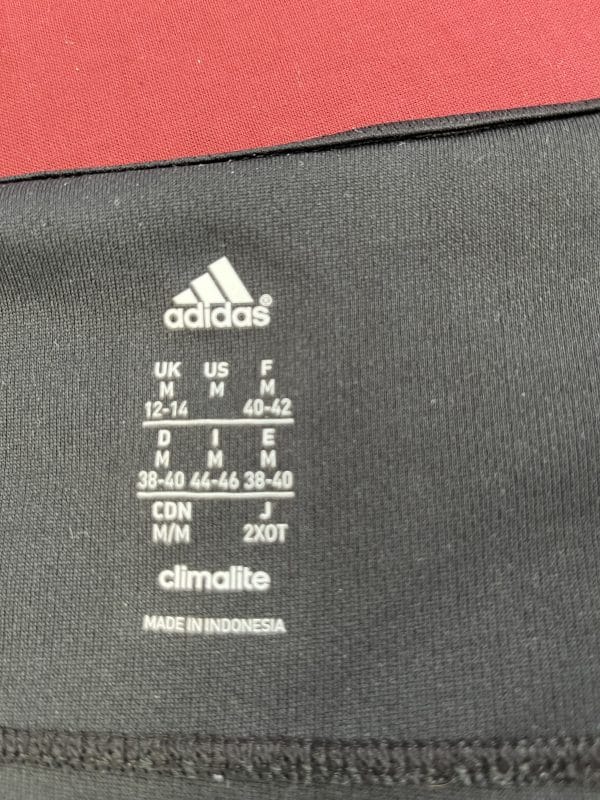 adidas®
UK US F
M M M
12-14 40-42
D I E
M M M
38-40 44-46 38-40
CDN J
M/M 2XOT
climalite
MADE IN INDONESIA